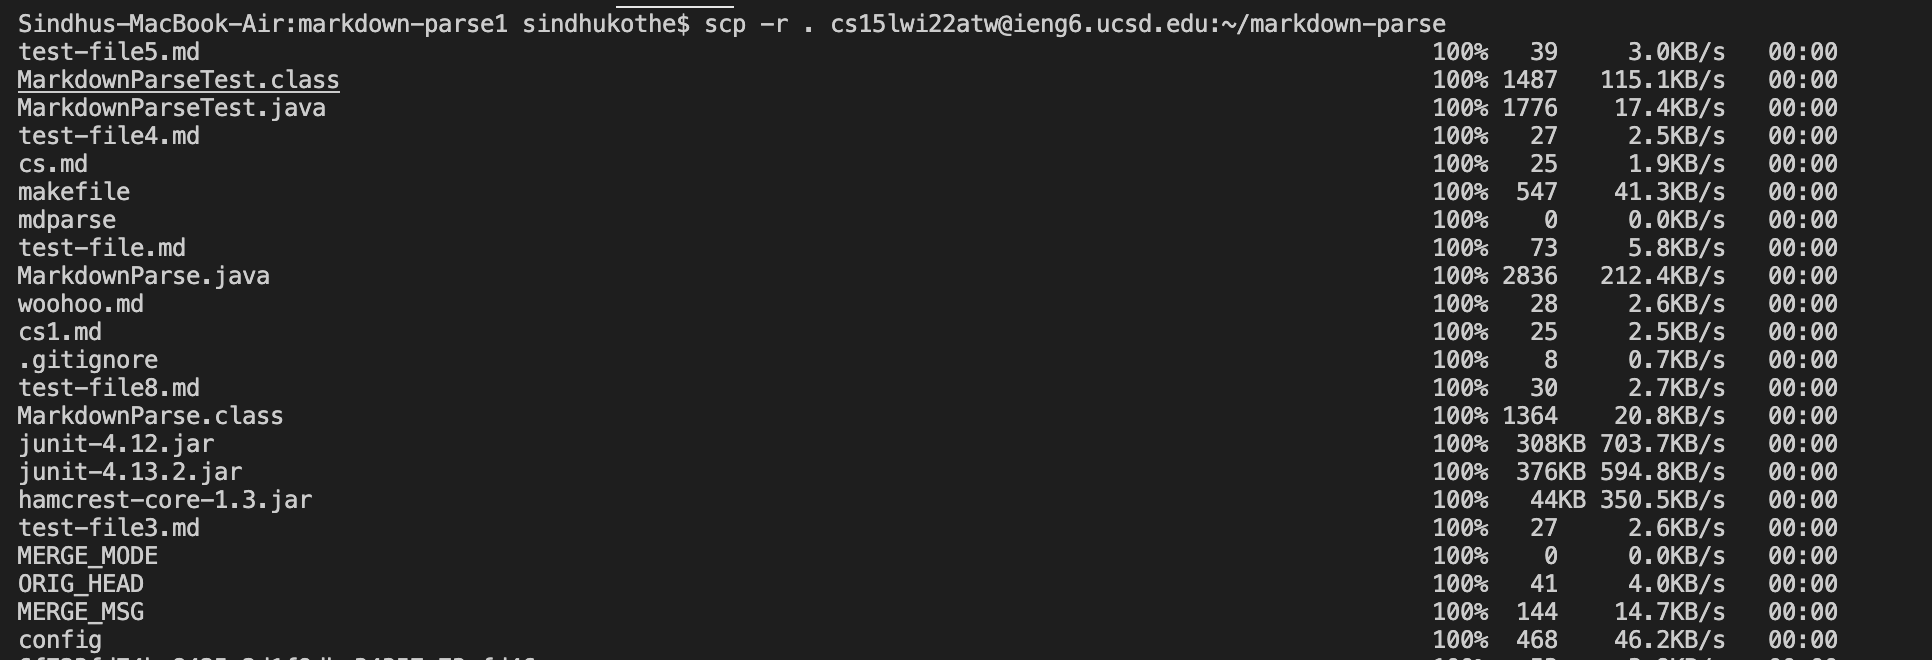 Sindhus-MacBook-Air:markdown-parse1 sindhukothe$ scp -r . cs15lwi22atw@ieng6.ucsd.edu:~/markdown-parse
test-file5.md 100% 39 3.0KB/s 00:00
MarkdownParseTest.class 100% 1487 115.1KB/s 00:00
MarkdownParseTest.java 100% 1776 17.4KB/s 00:00
test-file4.md 100% 27 2.5KB/s 00:00
cs.md 100% 25 1.9KB/s 00:00
makefile 100% 547 41.3KB/s 00:00
mdparse 100% 0 0.0KB/s 00:00
test-file.md 100% 73 5.8KB/s 00:00
MarkdownParse.java 100% 2836 212.4KB/s 00:00
woohoo.md 100% 28 2.6KB/s 00:00
cs1.md 100% 25 2.5KB/s 00:00
.gitignore 100% 8 0.7KB/s 00:00
test-file8.md 100% 30 2.7KB/s 00:00
MarkdownParse.class 100% 1364 20.8KB/s 00:00
junit-4.12.jar 100% 308KB 703.7KB/s 00:00
junit-4.13.2.jar 100% 376KB 594.8KB/s 00:00
hamcrest-core-1.3.jar 100% 44KB 350.5KB/s 00:00
test-file3.md 100% 27 2.6KB/s 00:00
MERGE_MODE 100% 0 0.0KB/s 00:00
ORIG_HEAD 100% 41 4.0KB/s 00:00
MERGE_MSG 100% 144 14.7KB/s 00:00
config 100% 468 46.2KB/s 00:00